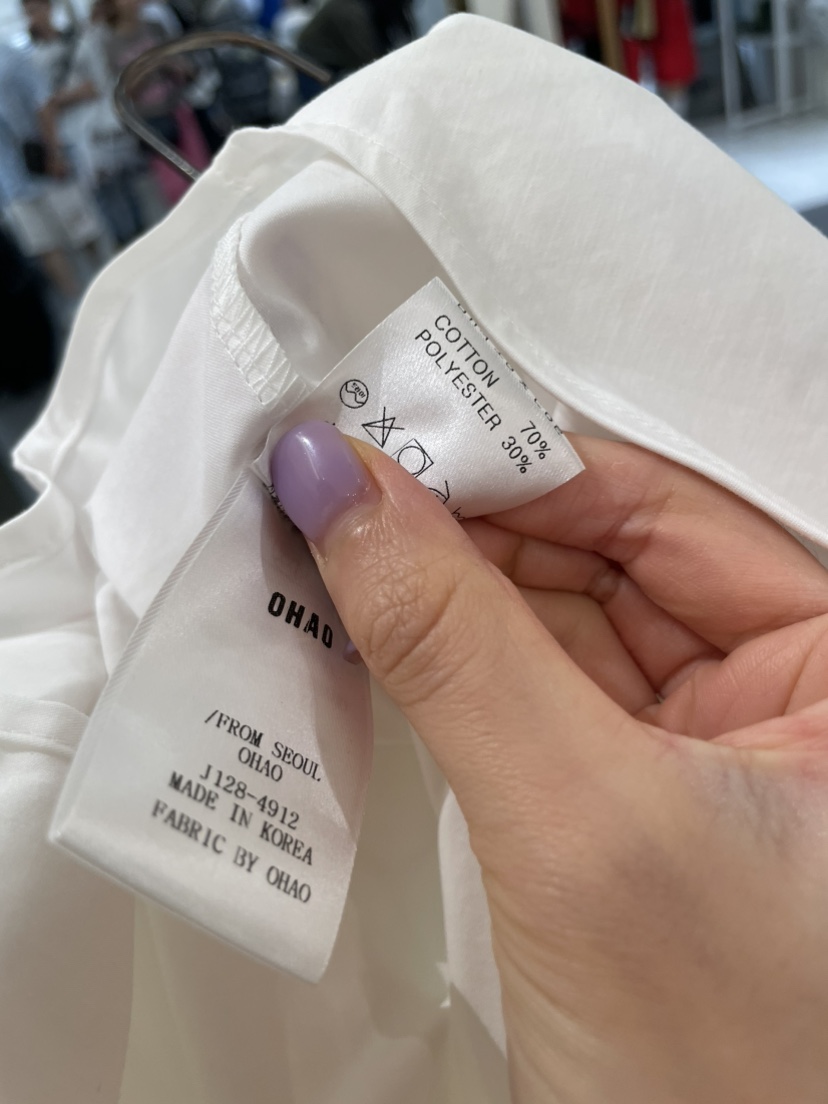 COTTON 70%
POLYESTER 30%
OHAO
/FROM SEOUL
OHAO
J128-4912
MADE IN KOREA
FABRIC BY OHAO